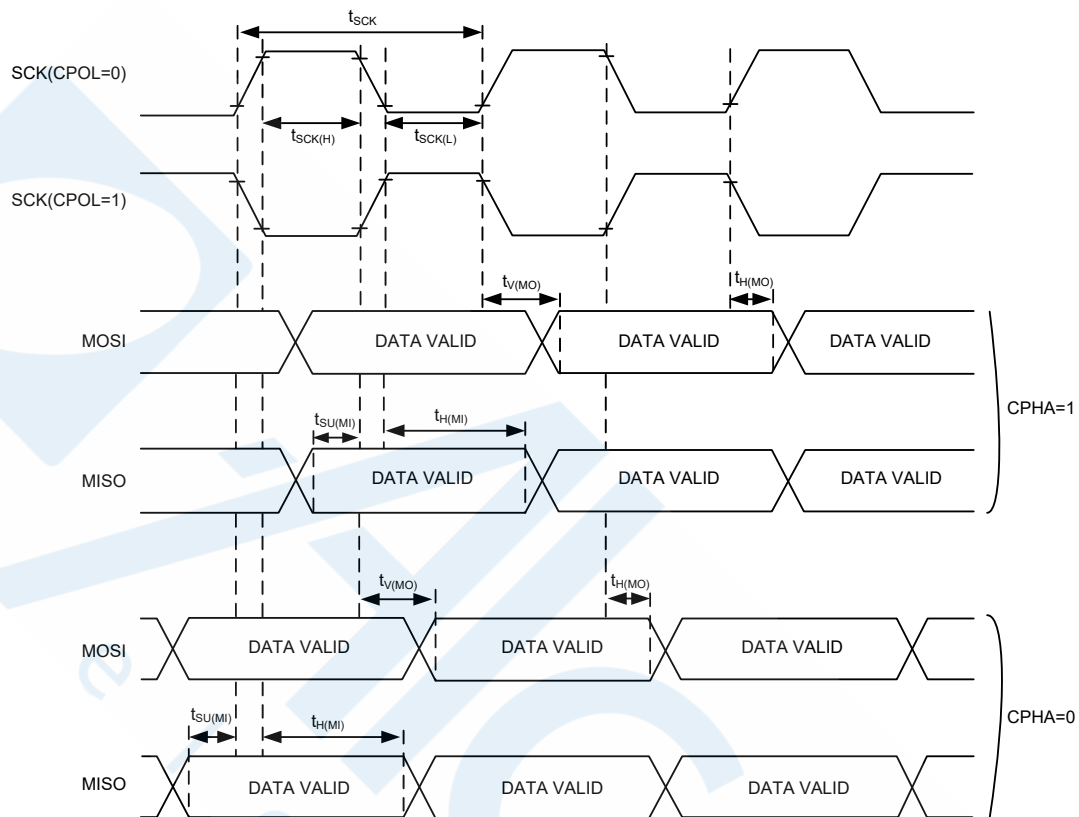 tSCK
SCK(CPOL=0)
tSCK(H)
tSCK(L)
SCK(CPOL=1)
tV(MO)
tH(MO)
MOSI
DATA VALID
DATA VALID
DATA VALID
CPHA=1
tSU(MI)
tH(MI)
MISO
DATA VALID
DATA VALID
DATA VALID
tV(MO)
tH(MO)
MOSI
DATA VALID
DATA VALID
DATA VALID
CPHA=0
tSU(MI)
tH(MI)
MISO
DATA VALID
DATA VALID
DATA VALID